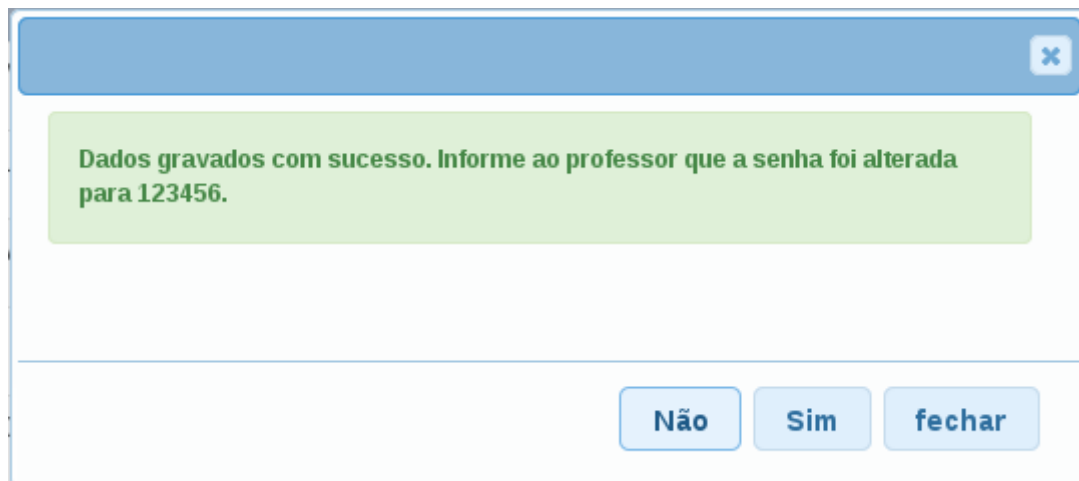 Dados gravados com sucesso. Informe ao professor que a senha foi alterada
para 123456.
Não Sim fechar